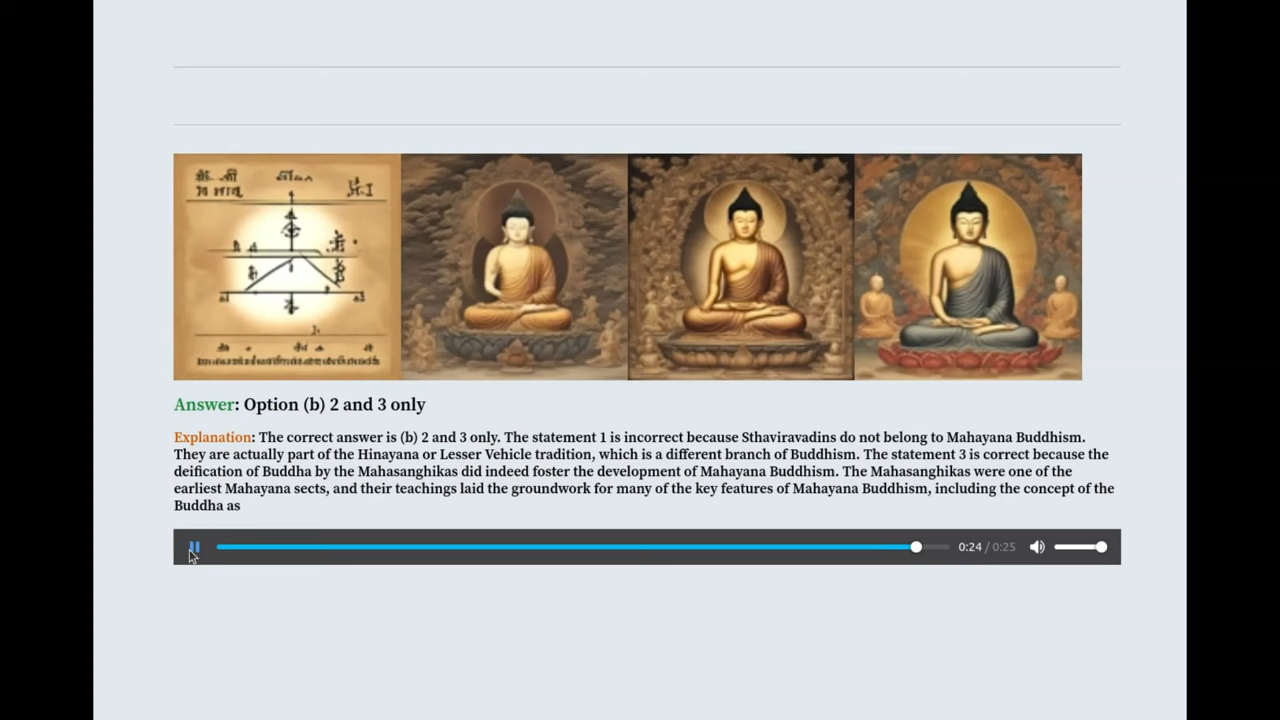 Answer: Option (b) 2 and 3 only
Explanation: The correct answer is (b) 2 and 3 only. The statement 1 is incorrect because Sthaviravadins do not belong to Mahayana Buddhism.
They are actually part of the Hinayana or Lesser Vehicle tradition, which is a different branch of Buddhism. The statement 3 is correct because the
deification of Buddha by the Mahasanghikas did indeed foster the development of Mahayana Buddhism. The Mahasanghikas were one of the
earliest Mahayana sects, and their teachings laid the groundwork for many of the key features of Mahayana Buddhism, including the concept of the
Buddha as
0:24 / 0:25